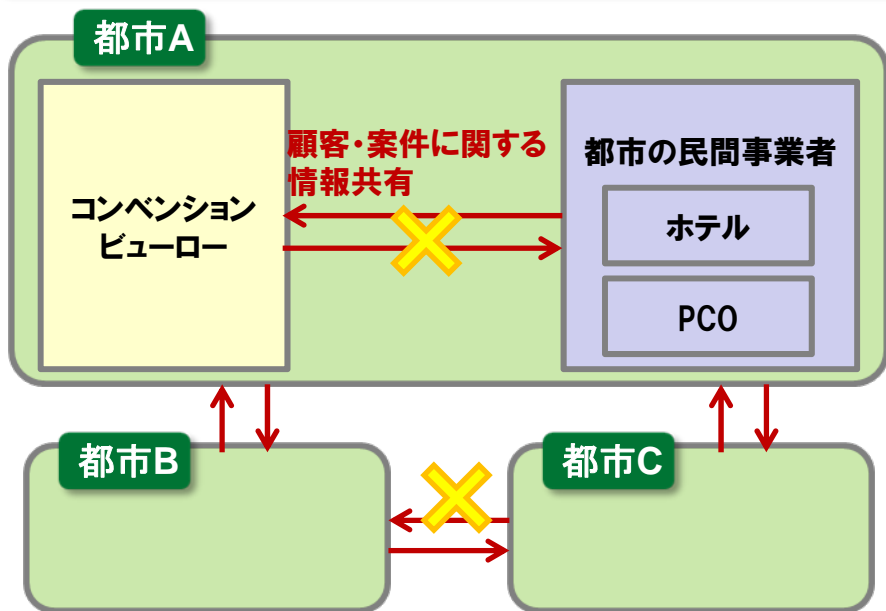 都市A
コンベンション
ビューロー
顧客・案件に関する
情報共有
都市の民間事業者
ホテル
PCO
都市B
都市C